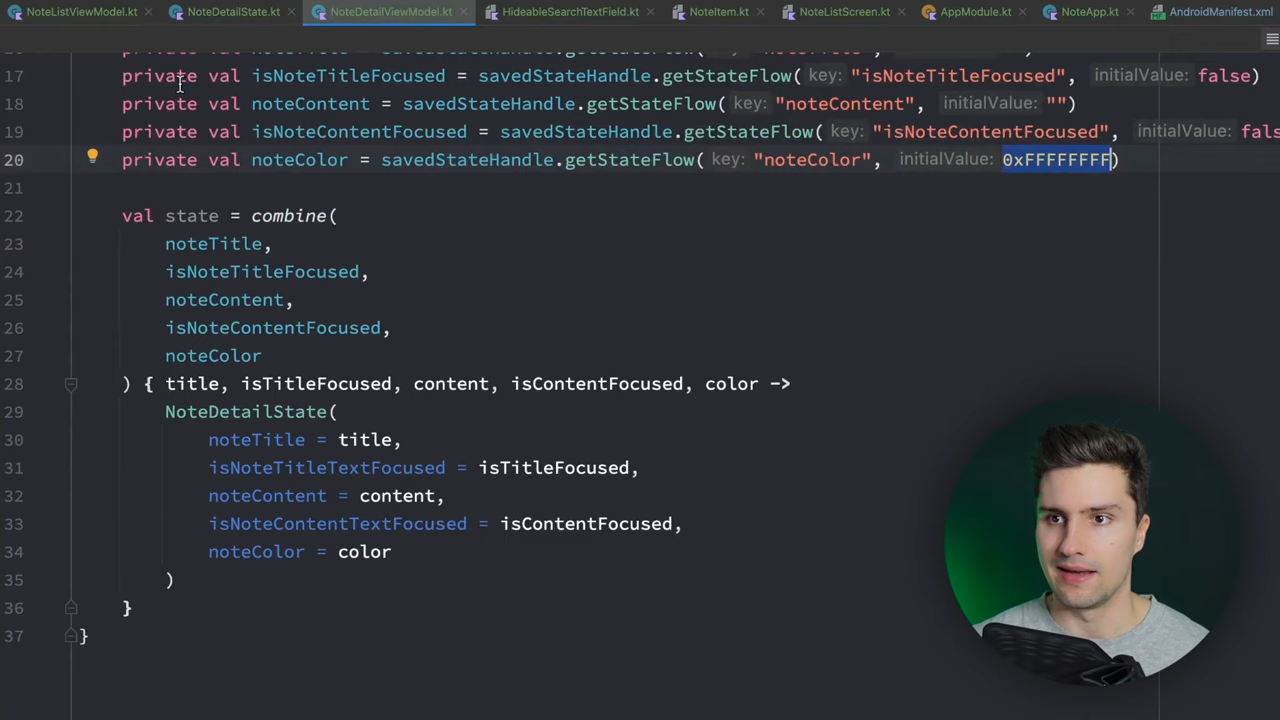 NoteListViewModel.kt NoteDetailState.kt NoteDetailViewModel.kt HideableSearchTextField.kt NoteItem.kt NoteListScreen.kt AppModule.kt NoteApp.kt AndroidManifest.xml
17 private val isNoteTitleFocused = savedStateHandle.getStateFlow( key: "isNoteTitleFocused", initialValue: false)
18 private val noteContent = savedStateHandle.getStateFlow( key: "noteContent", initialValue: "")
19 private val isNoteContentFocused = savedStateHandle.getStateFlow( key: "isNoteContentFocused", initialValue: fals
20 private val noteColor = savedStateHandle.getStateFlow( key: "noteColor", initialValue: 0xFFFFFFFF)
21
22 val state = combine(
23 noteTitle,
24 isNoteTitleFocused,
25 noteContent,
26 isNoteContentFocused,
27 noteColor
28 ) { title, isTitleFocused, content, isContentFocused, color ->
29 NoteDetailState(
30 noteTitle = title,
31 isNoteTitleTextFocused = isTitleFocused,
32 noteContent = content,
33 isNoteContentTextFocused = isContentFocused,
34 noteColor = color
35 )
36 }
37 }